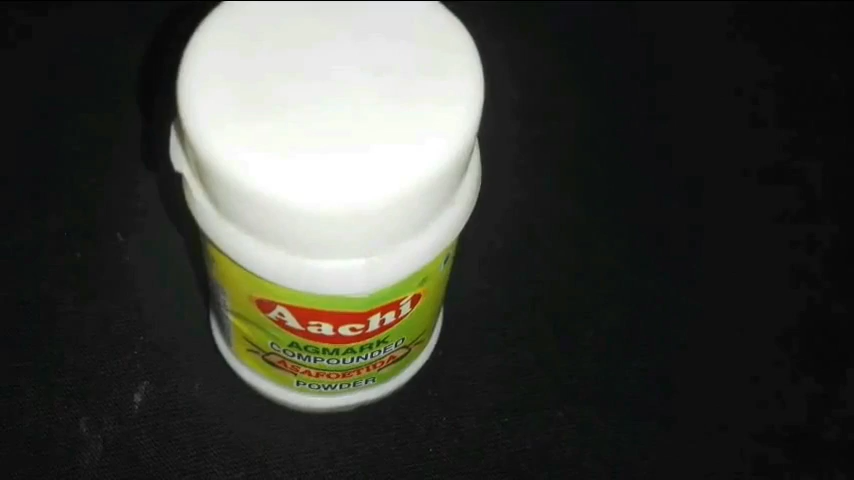 Aachi
AGMARK
COMPOUNDED
ASAFOETIDA
POWDER